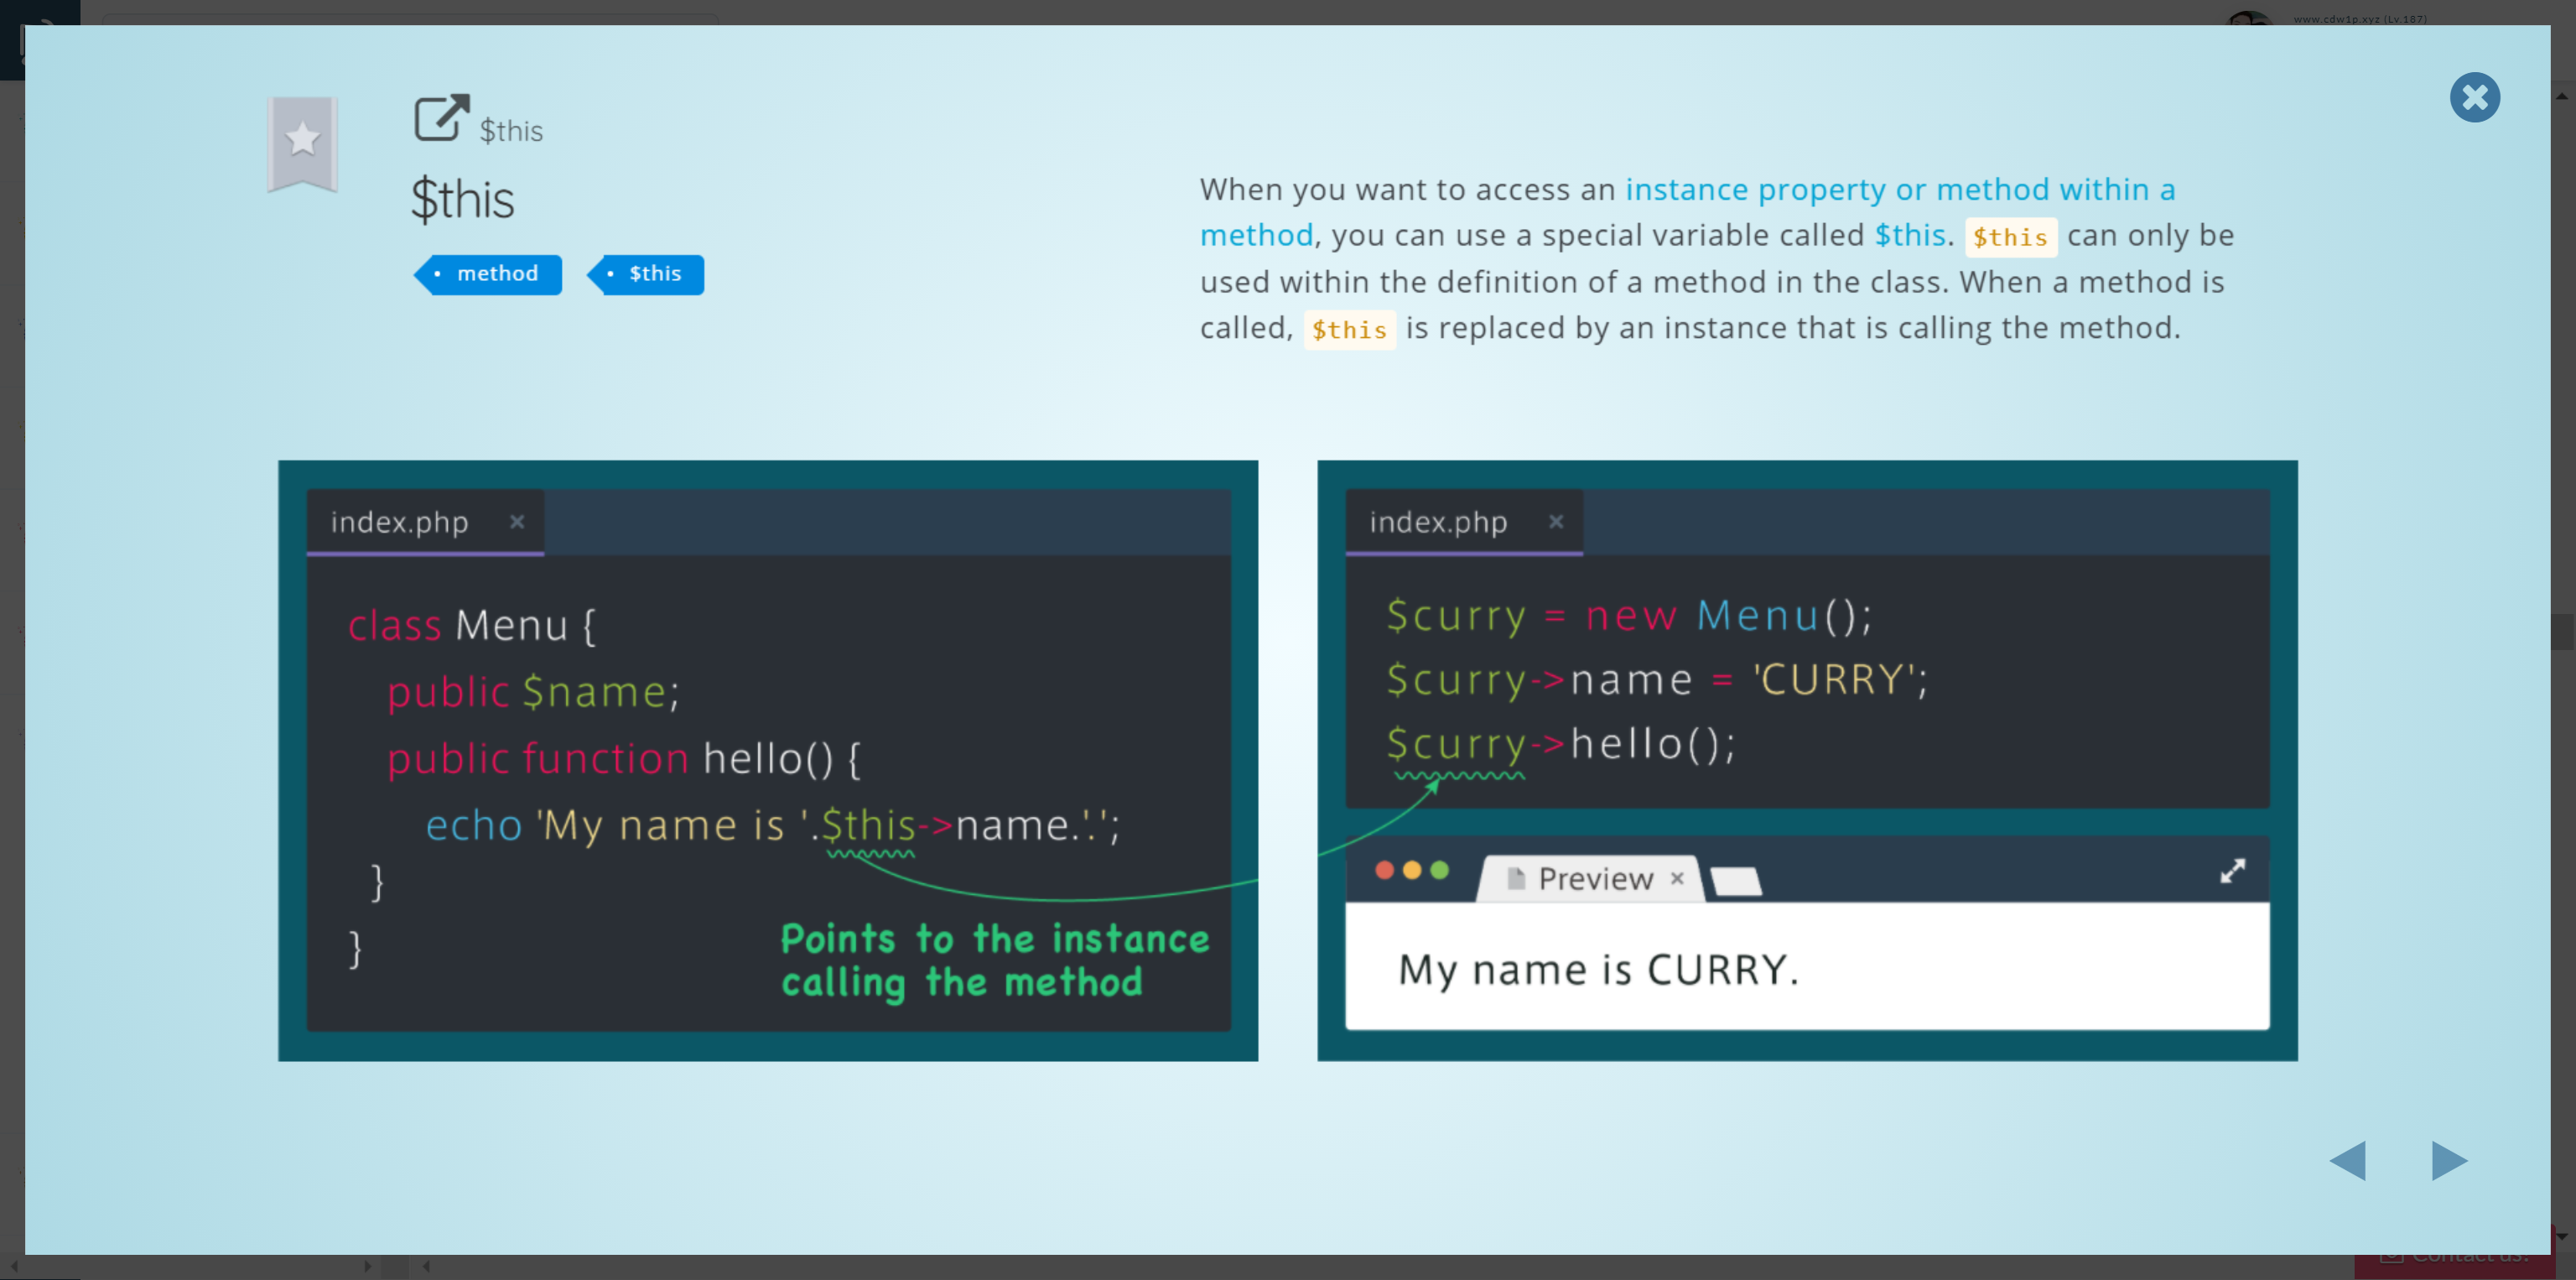 www.cdw1p.xyz (Lv.187)
$this
$this
• method • $this
When you want to access an instance property or method within a
method, you can use a special variable called $this. $this can only be
used within the definition of a method in the class. When a method is
called, $this is replaced by an instance that is calling the method.
index.php ×
class Menu {
public $name;
public function hello() {
echo 'My name is '.$this->name.'.';
}
}
Points to the instance
calling the method
index.php ×
$curry = new Menu();
$curry->name = 'CURRY';
$curry->hello();
Preview ×
My name is CURRY.
Contact us!